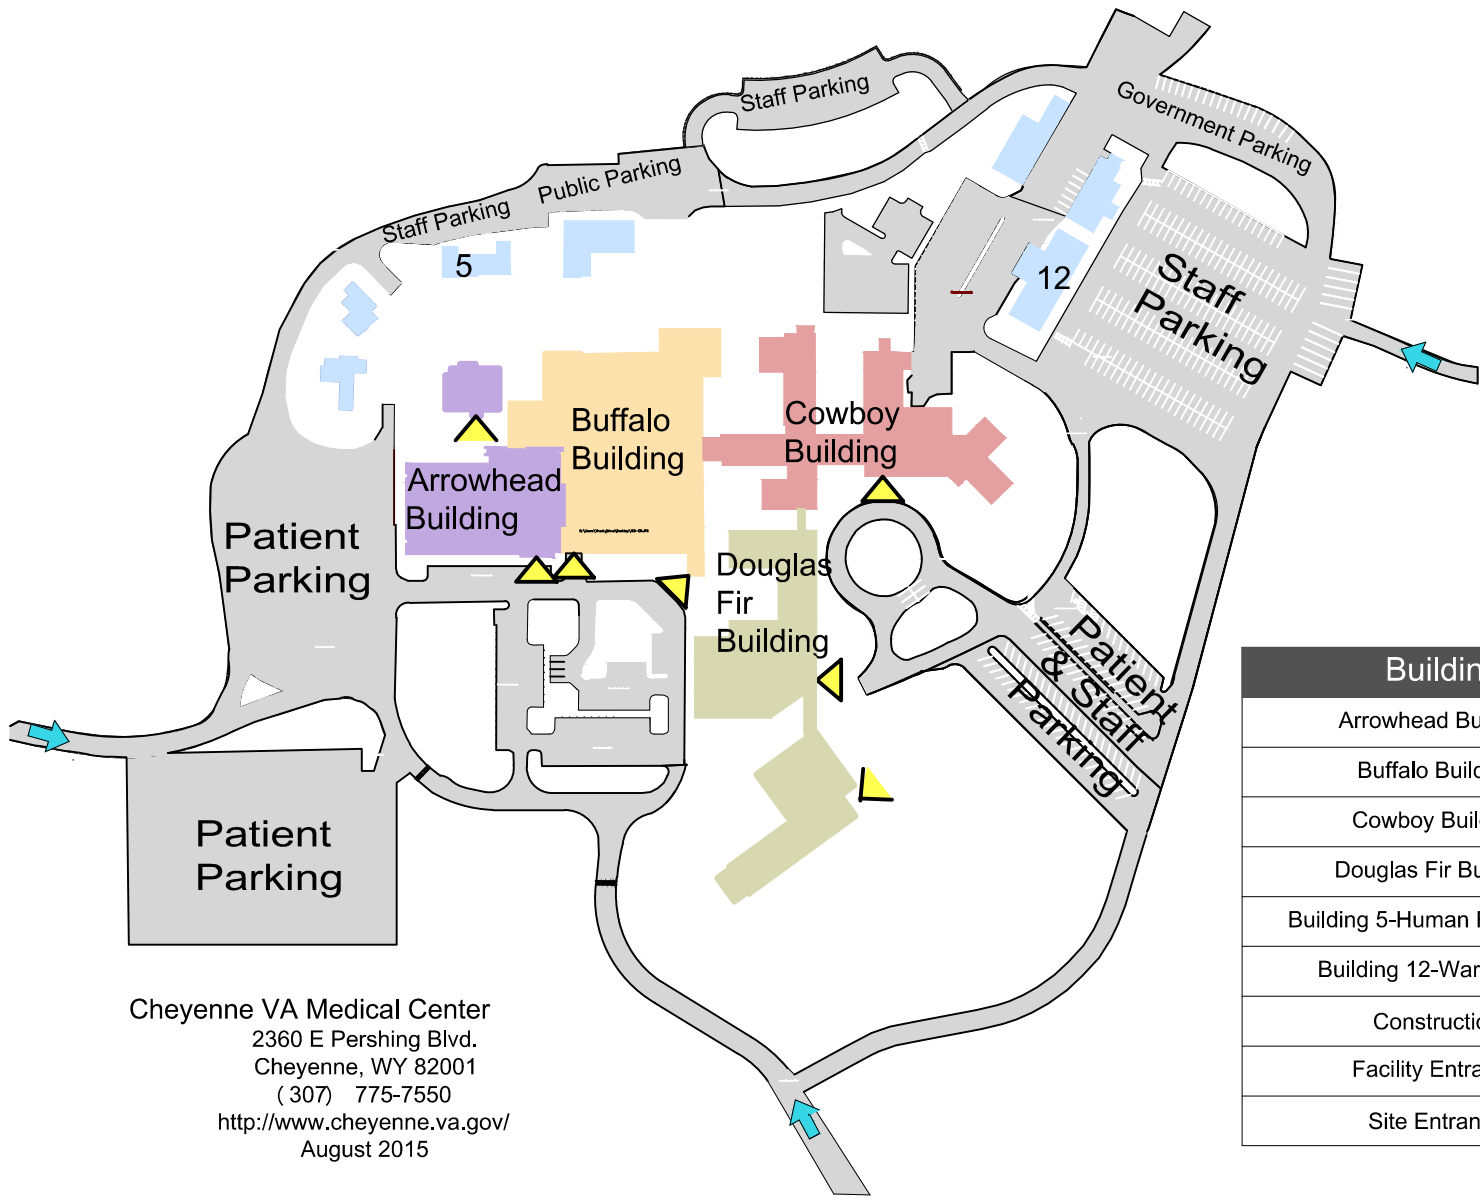 Staff Parking
Government Parking
Public Parking
Staff Parking
5
12
Staff
Parking
Buffalo
Building
Cowboy
Building
Arrowhead
Building
Patient
Parking
Douglas
Fir
Building
Patient
& Staff
Parking
Patient
Parking
Buildin
Arrowhead Bu
Buffalo Build
Cowboy Buil
Douglas Fir Bu
Building 5-Human
Building 12-War
Constructio
Facility Entra
Site Entran
Cheyenne VA Medical Center
2360 E Pershing Blvd.
Cheyenne, WY 82001
(307) 775-7550
http://www.cheyenne.va.gov/
August 2015